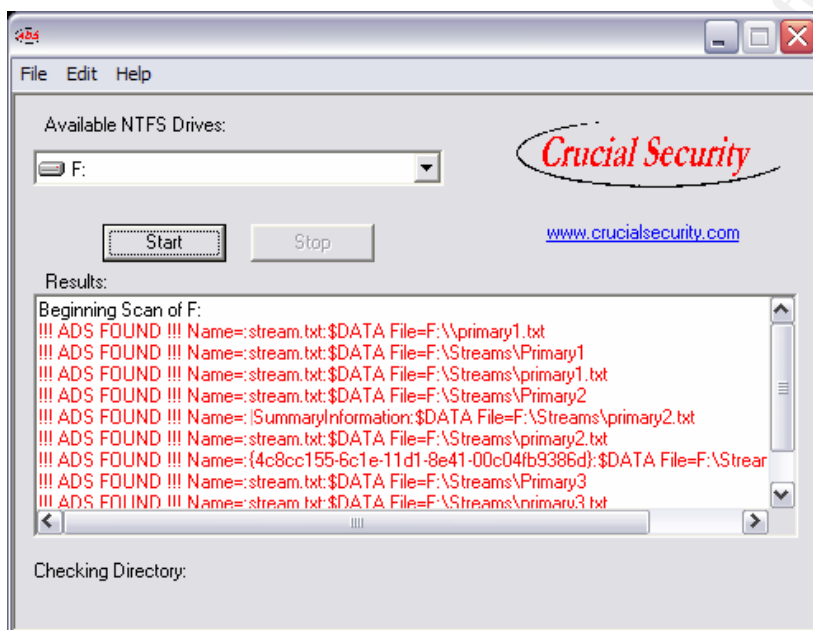 File Edit Help
Available NTFS Drives:
F:
Crucial Security
Start Stop
www.crucialsecurity.com
Results:
Beginning Scan of F:
!!! ADS FOUND !!! Name=:stream.txt:$DATA File=F:\\primary1.txt
!!! ADS FOUND !!! Name=:stream.txt:$DATA File=F:\Streams\Primary1
!!! ADS FOUND !!! Name=:stream.txt:$DATA File=F:\Streams\primary1.txt
!!! ADS FOUND !!! Name=:stream.txt:$DATA File=F:\Streams\Primary2
!!! ADS FOUND !!! Name=:|SummaryInformation:$DATA File=F:\Streams\primary2.txt
!!! ADS FOUND !!! Name=:stream.txt:$DATA File=F:\Streams\primary2.txt
!!! ADS FOUND !!! Name=:{4c8cc155-6c1e-11d1-8e41-00c04fb9386d}:$DATA File=F:\Strear
!!! ADS FOUND !!! Name=:stream.txt:$DATA File=F:\Streams\Primary3
!!! ADS FOUND !!! Name=:stream.txt:$DATA File=F:\Streams\primary3.txt
Checking Directory: